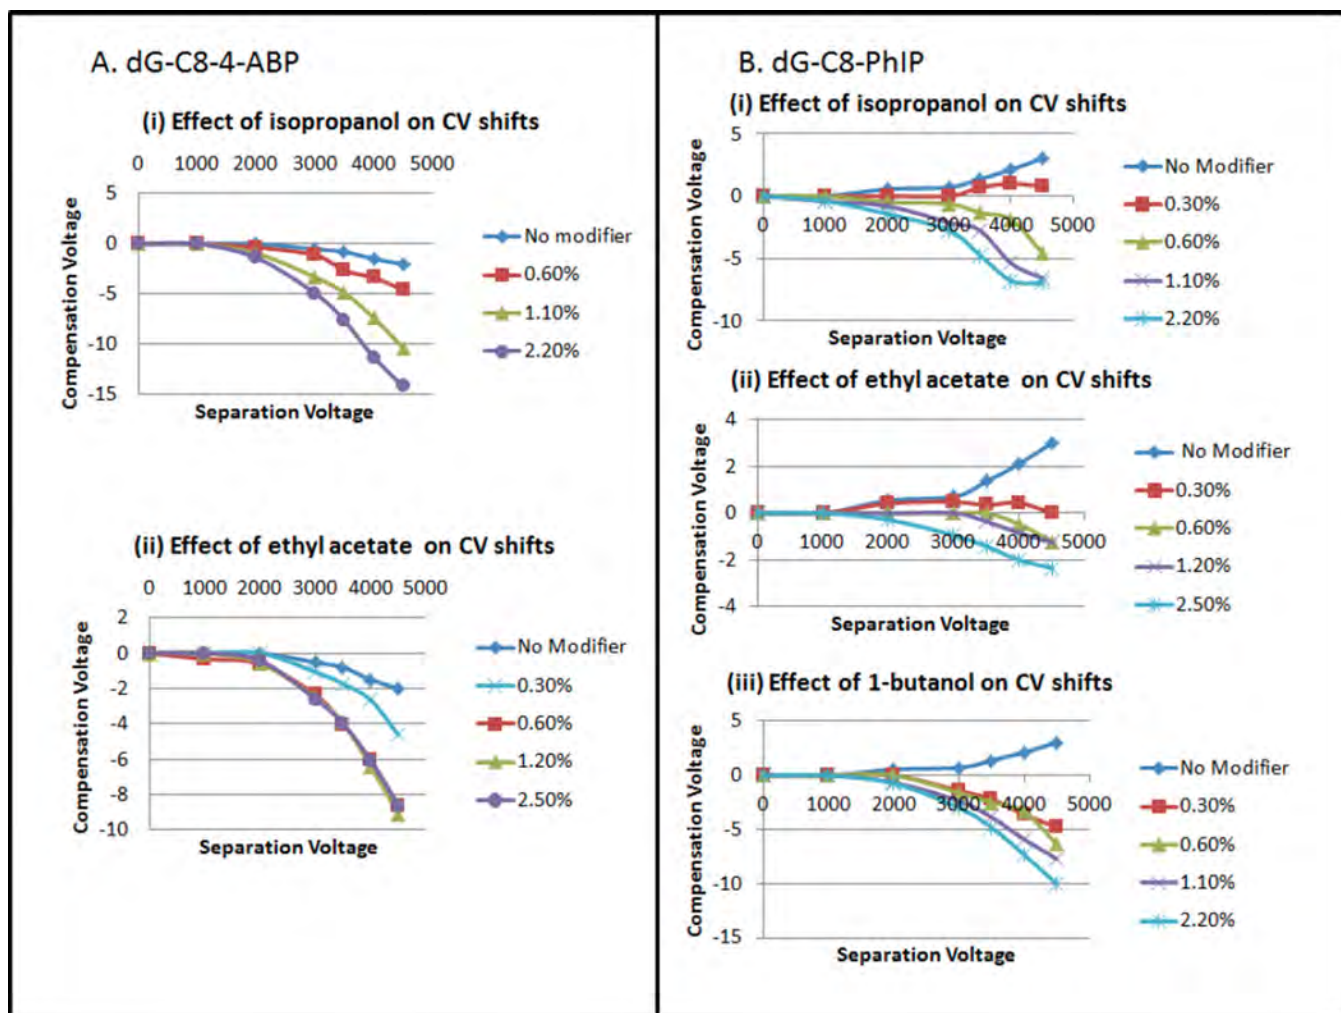 A. dG-C8-4-ABP
(i) Effect of isopropanol on CV shifts
0 1000 2000 3000 4000 5000
5
0
-5
-10
-15
Compensation Voltage
Separation Voltage
No modifier
0.60%
1.10%
2.20%
(ii) Effect of ethyl acetate on CV shifts
0 1000 2000 3000 4000 5000
2
0
-2
-4
-6
-8
-10
Compensation Voltage
Separation Voltage
No Modifier
0.30%
0.60%
1.20%
2.50%
B. dG-C8-PhIP
(i) Effect of isopropanol on CV shifts
5
0
-5
-10
0 1000 2000 3000 4000 5000
Compensation Voltage
Separation Voltage
No Modifier
0.30%
0.60%
1.10%
2.20%
(ii) Effect of ethyl acetate on CV shifts
4
2
0
-2
-4
0 1000 2000 3000 4000 5000
Compensation Voltage
Separation Voltage
No Modifier
0.30%
0.60%
1.20%
2.50%
(iii) Effect of 1-butanol on CV shifts
5
0
-5
-10
-15
0 1000 2000 3000 4000 5000
Compensation Voltage
Separation Voltage
No Modifier
0.30%
0.60%
1.10%
2.20%